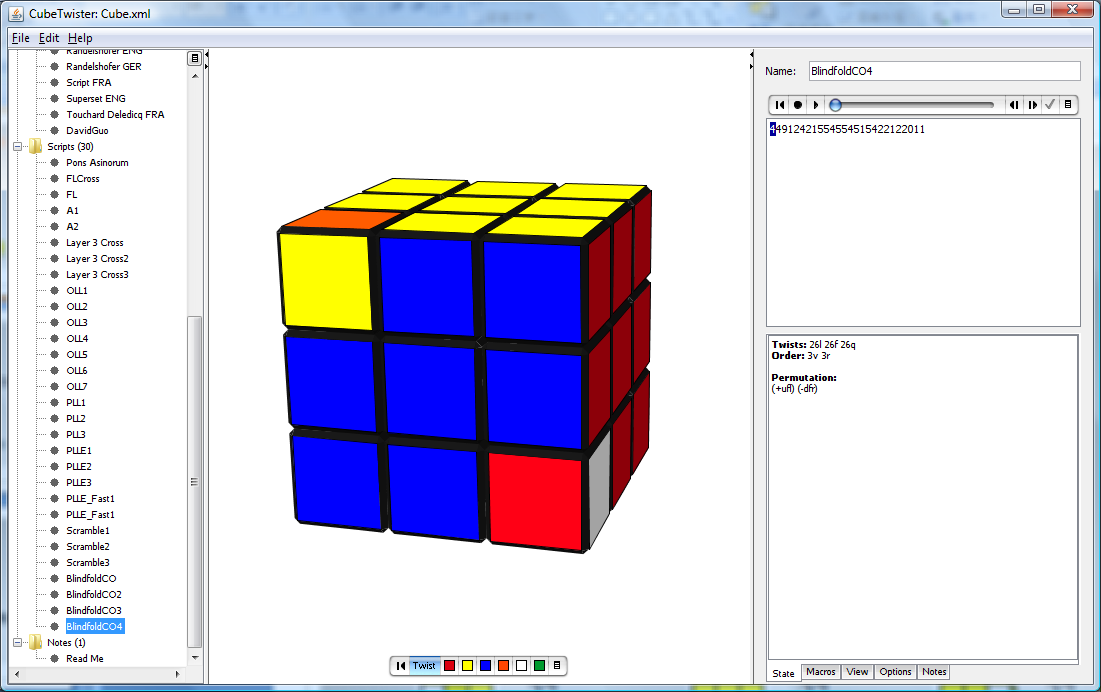 CubeTwister: Cube.xml
File Edit Help
Randelshofer ENG
Randelshofer GER
Script FRA
Superset ENG
Touchard Deledicq FRA
DavidGuo
Scripts (30)
Pons Asinorum
FLCross
FL
A1
A2
Layer 3 Cross
Layer 3 Cross2
Layer 3 Cross3
OLL1
OLL2
OLL3
OLL4
OLL5
OLL6
OLL7
PLL1
PLL2
PLL3
PLLE1
PLLE2
PLLE3
PLLE_Fast1
PLLE_Fast1
Scramble1
Scramble2
Scramble3
BlindfoldCO
BlindfoldCO2
BlindfoldCO3
BlindfoldCO4
Notes (1)
Read Me
Twist
Name: BlindfoldCO4
44912421554554515422122011
Twists: 26l 26f 26q
Order: 3v 3r
Permutation:
(+ufl) (-dfr)
State Macros View Options Notes